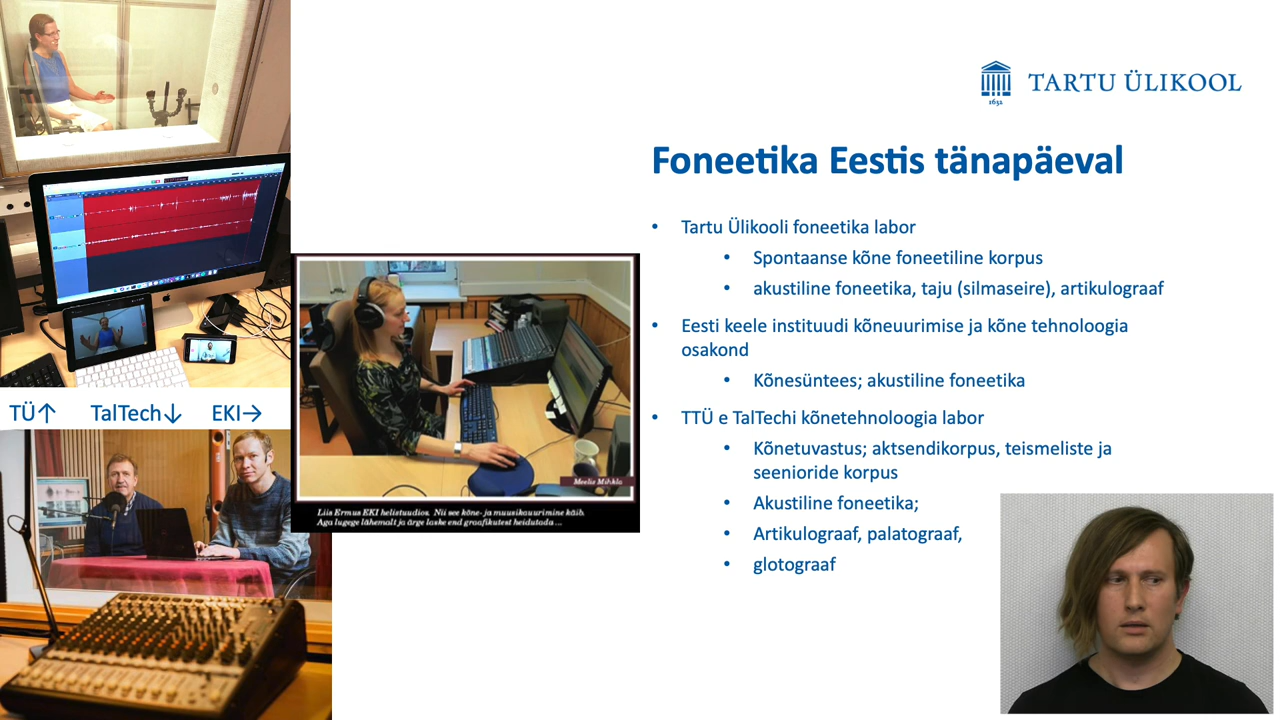 TARTU ÜLIKOOL
1632
Foneetika Eestis tänapäeval
• Tartu Ülikooli foneetika labor
• Spontaanse kõne foneetiline korpus
• akustiline foneetika, taju (silmaseire), artikulograaf
• Eesti keele instituudi kõneuurimise ja kõne tehnoloogia
osakond
• Kõnesüntees; akustiline foneetika
• TTÜ e TalTechi kõnetehnoloogia labor
• Kõnetuvastus; aktsendikorpus, teismeliste ja
seenioride korpus
• Akustiline foneetika;
• Artikulograaf, palatograaf,
• glotograaf
TÜ↑ TalTech↓ EKI→
Meelis Mihkla
Liis Ermus EKI helistuudios. Nii see kõne- ja muusikauurimine käib.
Aga lugege lähemalt ja ärge laske end graafikutest heidutada ...